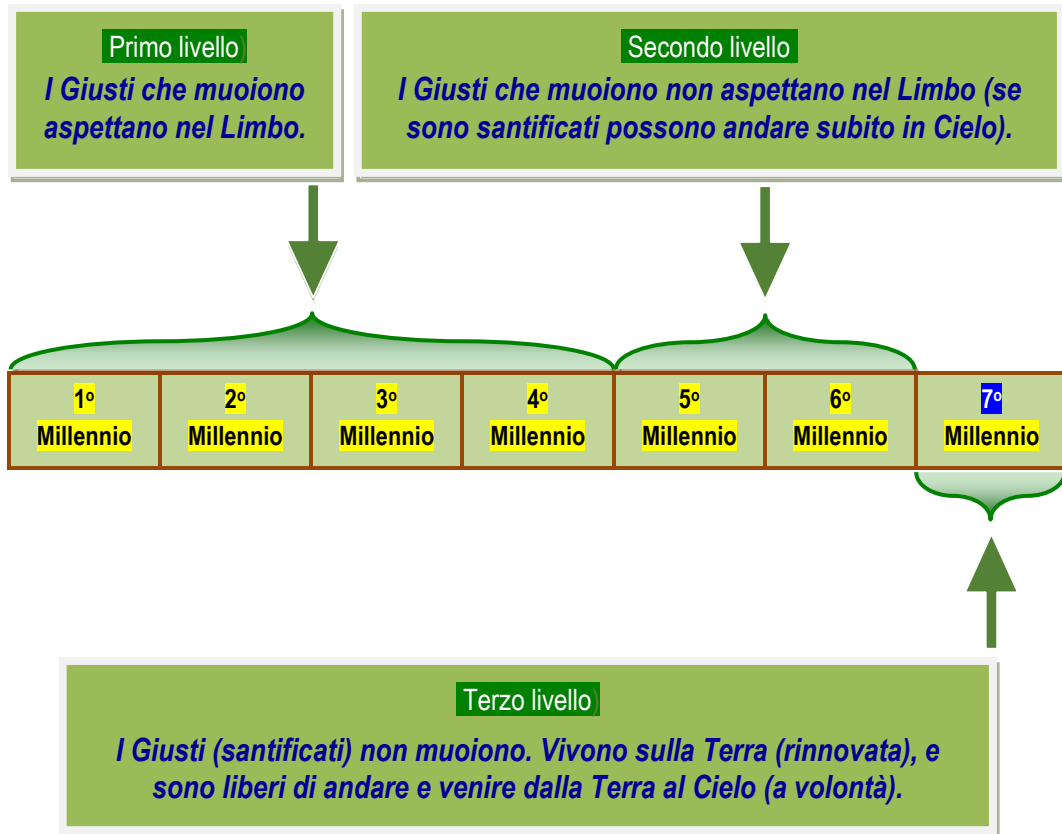 Primo livello)
I Giusti che muoiono
aspettano nel Limbo.
Secondo livello
I Giusti che muoiono non aspettano nel Limbo (se
sono santificati possono andare subito in Cielo).
1º
Millennio
2º
Millennio
3º
Millennio
4º
Millennio
5º
Millennio
6º
Millennio
7º
Millennio
Terzo livello)
I Giusti (santificati) non muoiono. Vivono sulla Terra (rinnovata), e
sono liberi di andare e venire dalla Terra al Cielo (a volontà).